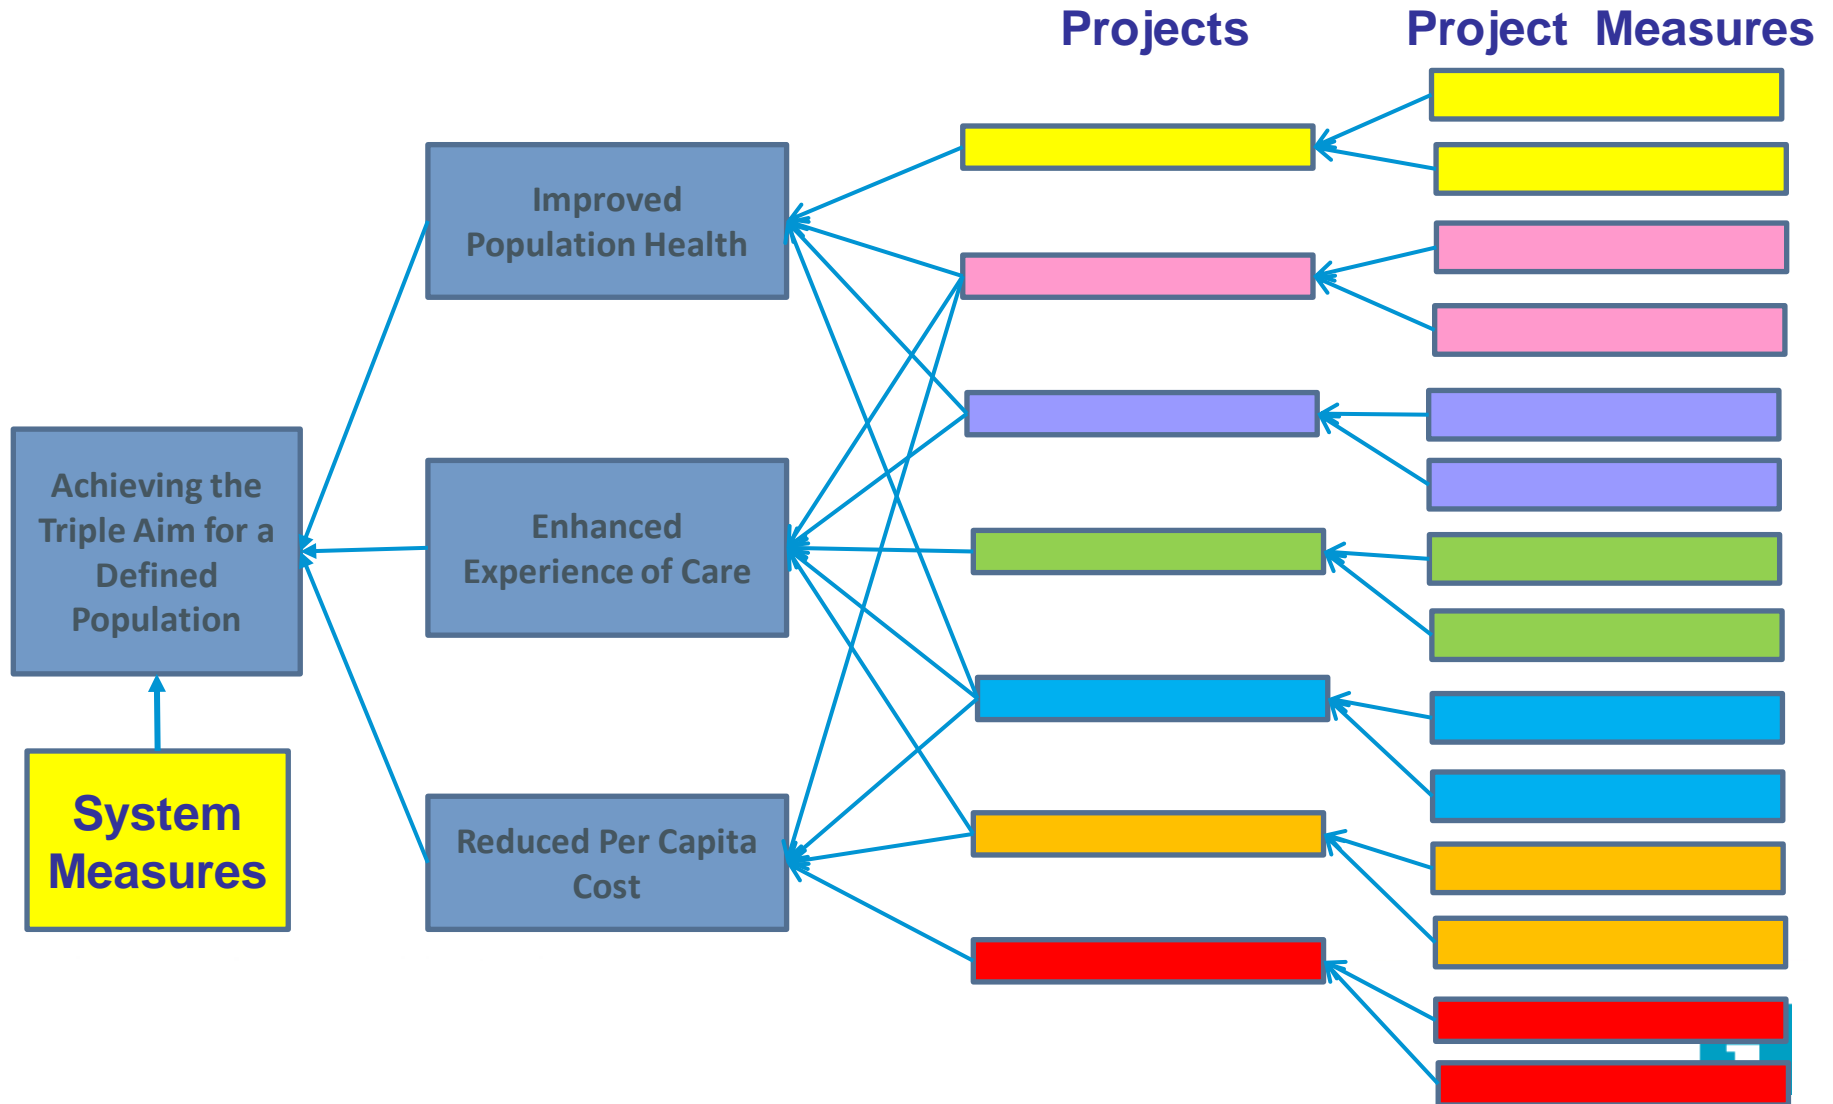 Projects
Project Measures
Improved
Population Health
Achieving the
Triple Aim for a
Defined
Population
Enhanced
Experience of Care
System
Measures
Reduced Per Capita
Cost